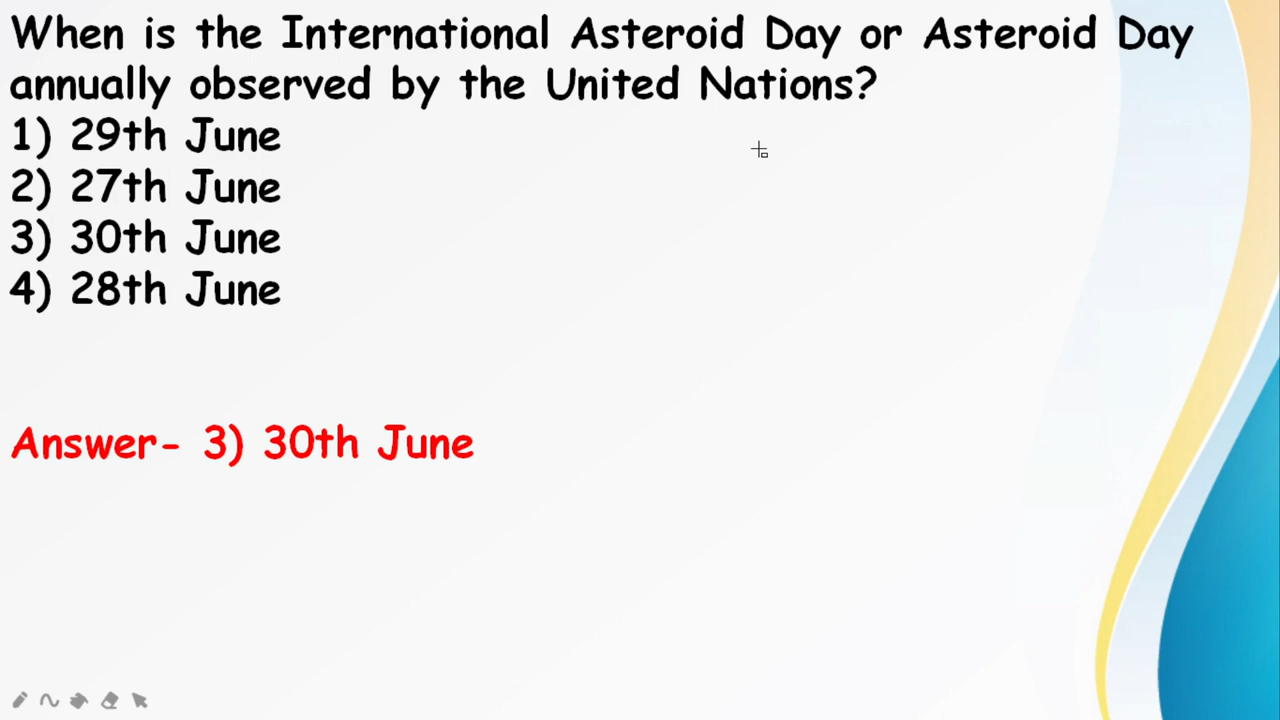 When is the International Asteroid Day or Asteroid Day
annually observed by the United Nations?
1) 29th June
2) 27th June
3) 30th June
4) 28th June
Answer- 3) 30th June